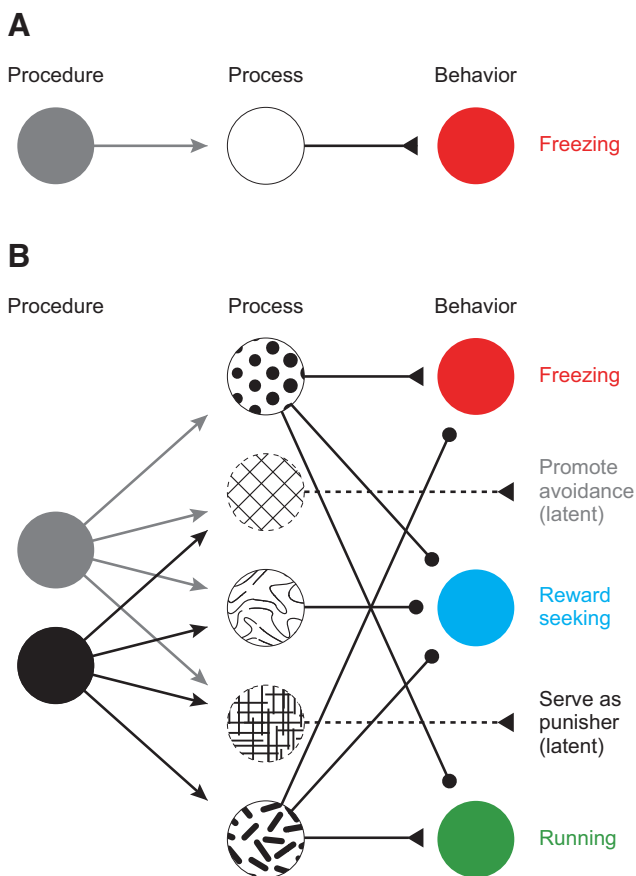 A
Procedure Process Behavior
Freezing
B
Procedure Process Behavior
Freezing
Promote
avoidance
(latent)
Reward
seeking
Serve as
punisher
(latent)
Running